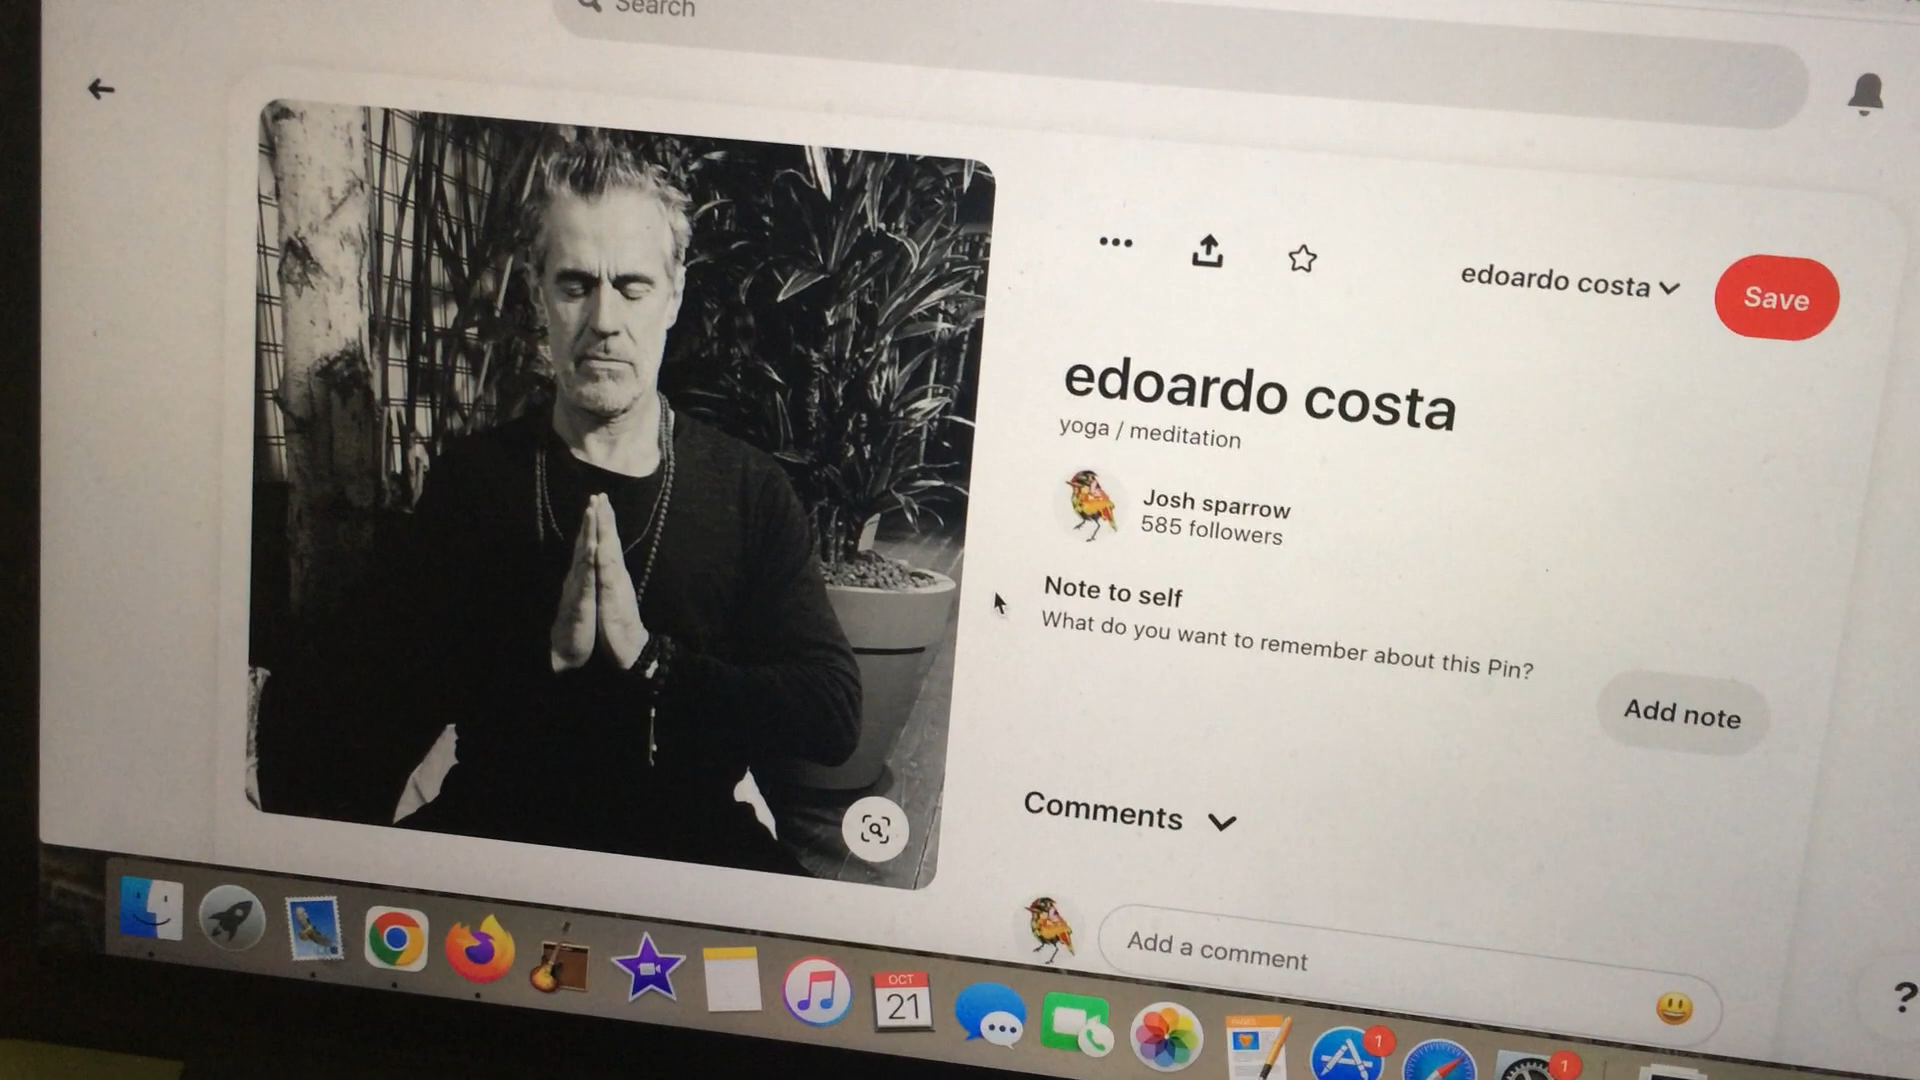 Search
edoardo costa
Save
edoardo costa
yoga / meditation
Josh sparrow
585 followers
Note to self
What do you want to remember about this Pin?
Add note
Comments
Add a comment
?
OCT
21
PAGES
1
1